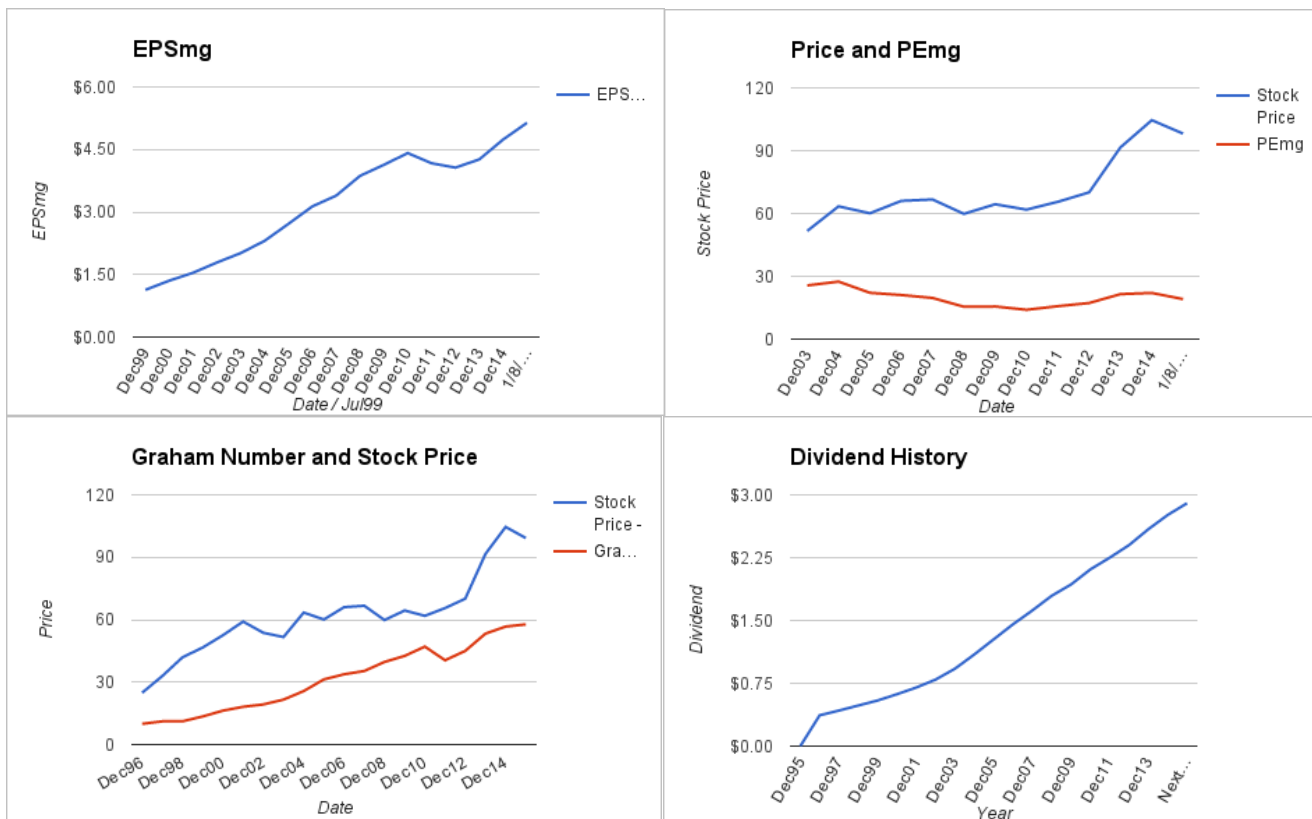 EPSmg
$6.00
$4.50
$3.00
$1.50
$0.00
EPSmg
EPS...
Dec99
Dec00
Dec01
Dec02
Dec03
Dec04
Dec05
Dec06
Dec07
Dec08
Dec09
Dec10
Dec11
Dec12
Dec13
Dec14
1/8/...
Date / Jul99
Price and PEmg
120
90
60
30
0
Stock Price
Stock
Price
PEmg
Dec03
Dec04
Dec05
Dec06
Dec07
Dec08
Dec09
Dec10
Dec11
Dec12
Dec13
Dec14
1/8/...
Date
Graham Number and Stock Price
120
90
60
30
0
Price
Stock
Price -
Gra...
Dec96
Dec98
Dec00
Dec02
Dec04
Dec06
Dec08
Dec10
Dec12
Dec14
Date
Dividend History
$3.00
$2.25
$1.50
$0.75
$0.00
Dividend
Dec95
Dec97
Dec99
Dec01
Dec03
Dec05
Dec07
Dec09
Dec11
Dec13
Next...
Year